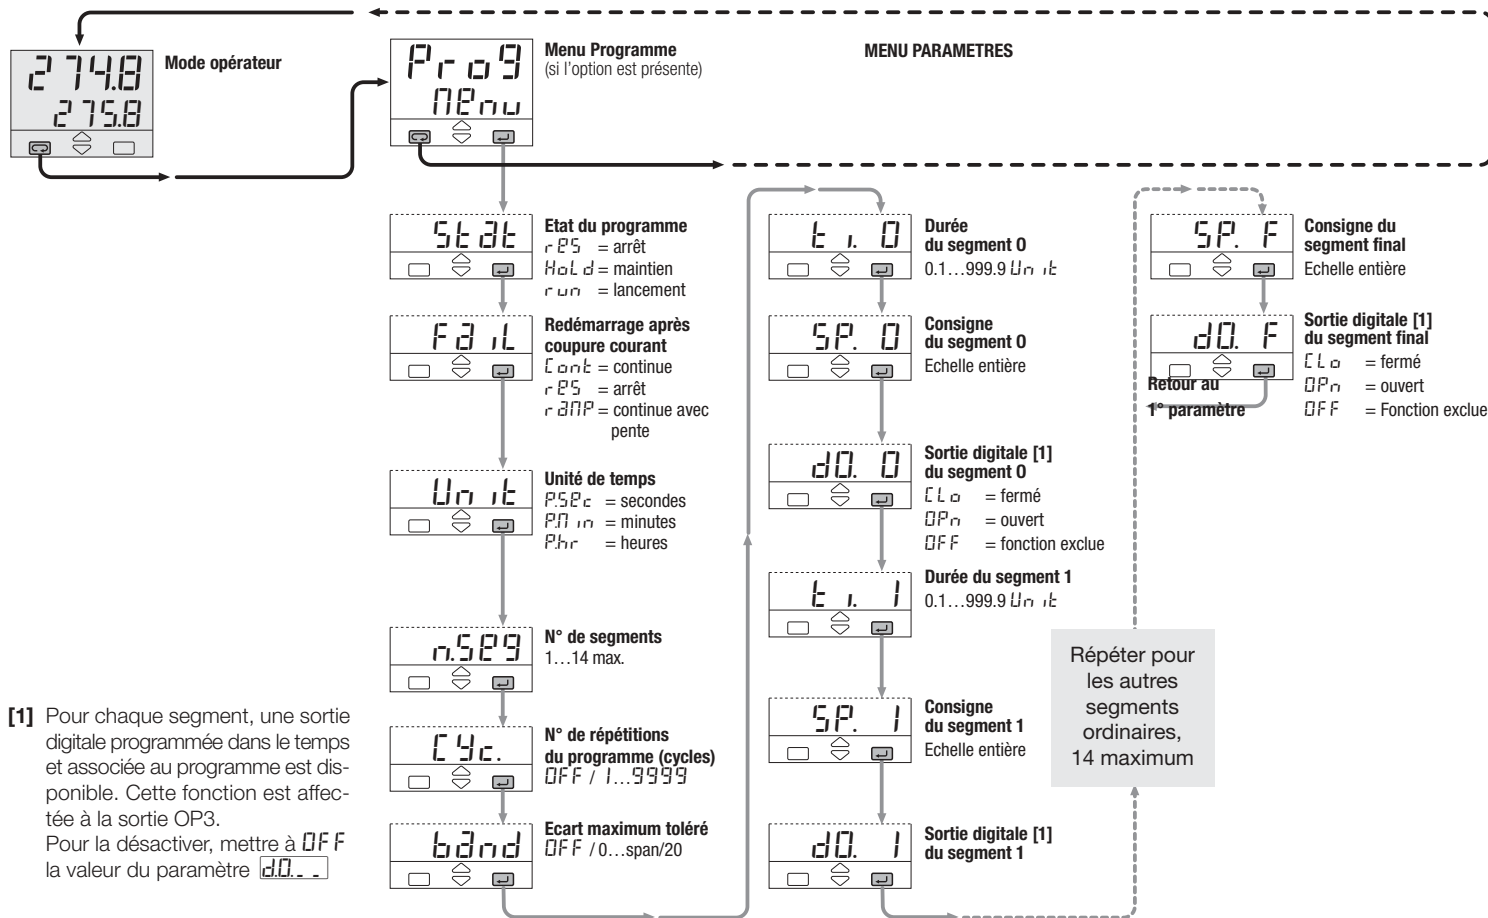 274.8
275.8
Mode opérateur
Prog
MEnu
Menu Programme
(si l'option est présente)
MENU PARAMETRES
Stat
Etat du programme
rES = arrêt
HoLd = maintien
run = lancement
FaiL
Redémarrage après
coupure courant
Cont = continue
rES = arrêt
raMP = continue avec
pente
Unit
Unité de temps
P.SEc = secondes
P.Min = minutes
P.hr = heures
n.SEg
N° de segments
1…14 max.
Cyc.
N° de répétitions
du programme (cycles)
OFF / 1...9999
band
Ecart maximum toléré
OFF / 0…span/20
ti. 0
Durée
du segment 0
0.1…999.9 Unit
SP. 0
Consigne
du segment 0
Echelle entière
dO. 0
Sortie digitale [1]
du segment 0
CLo = fermé
OPn = ouvert
OFF = fonction exclue
ti. 1
Durée du segment 1
0.1…999.9 Unit
SP. 1
Consigne
du segment 1
Echelle entière
dO. 1
Sortie digitale [1]
du segment 1
Répéter pour
les autres
segments
ordinaires,
14 maximum
SP. F
Consigne du
segment final
Echelle entière
dO. F
Sortie digitale [1]
du segment final
CLo = fermé
OPn = ouvert
OFF = Fonction exclue
Retour au
1° paramètre
[1] Pour chaque segment, une sortie
digitale programmée dans le temps
et associée au programme est dis-
ponible. Cette fonction est affec-
tée à la sortie OP3.
Pour la désactiver, mettre à OFF
la valeur du paramètre d.O._ _